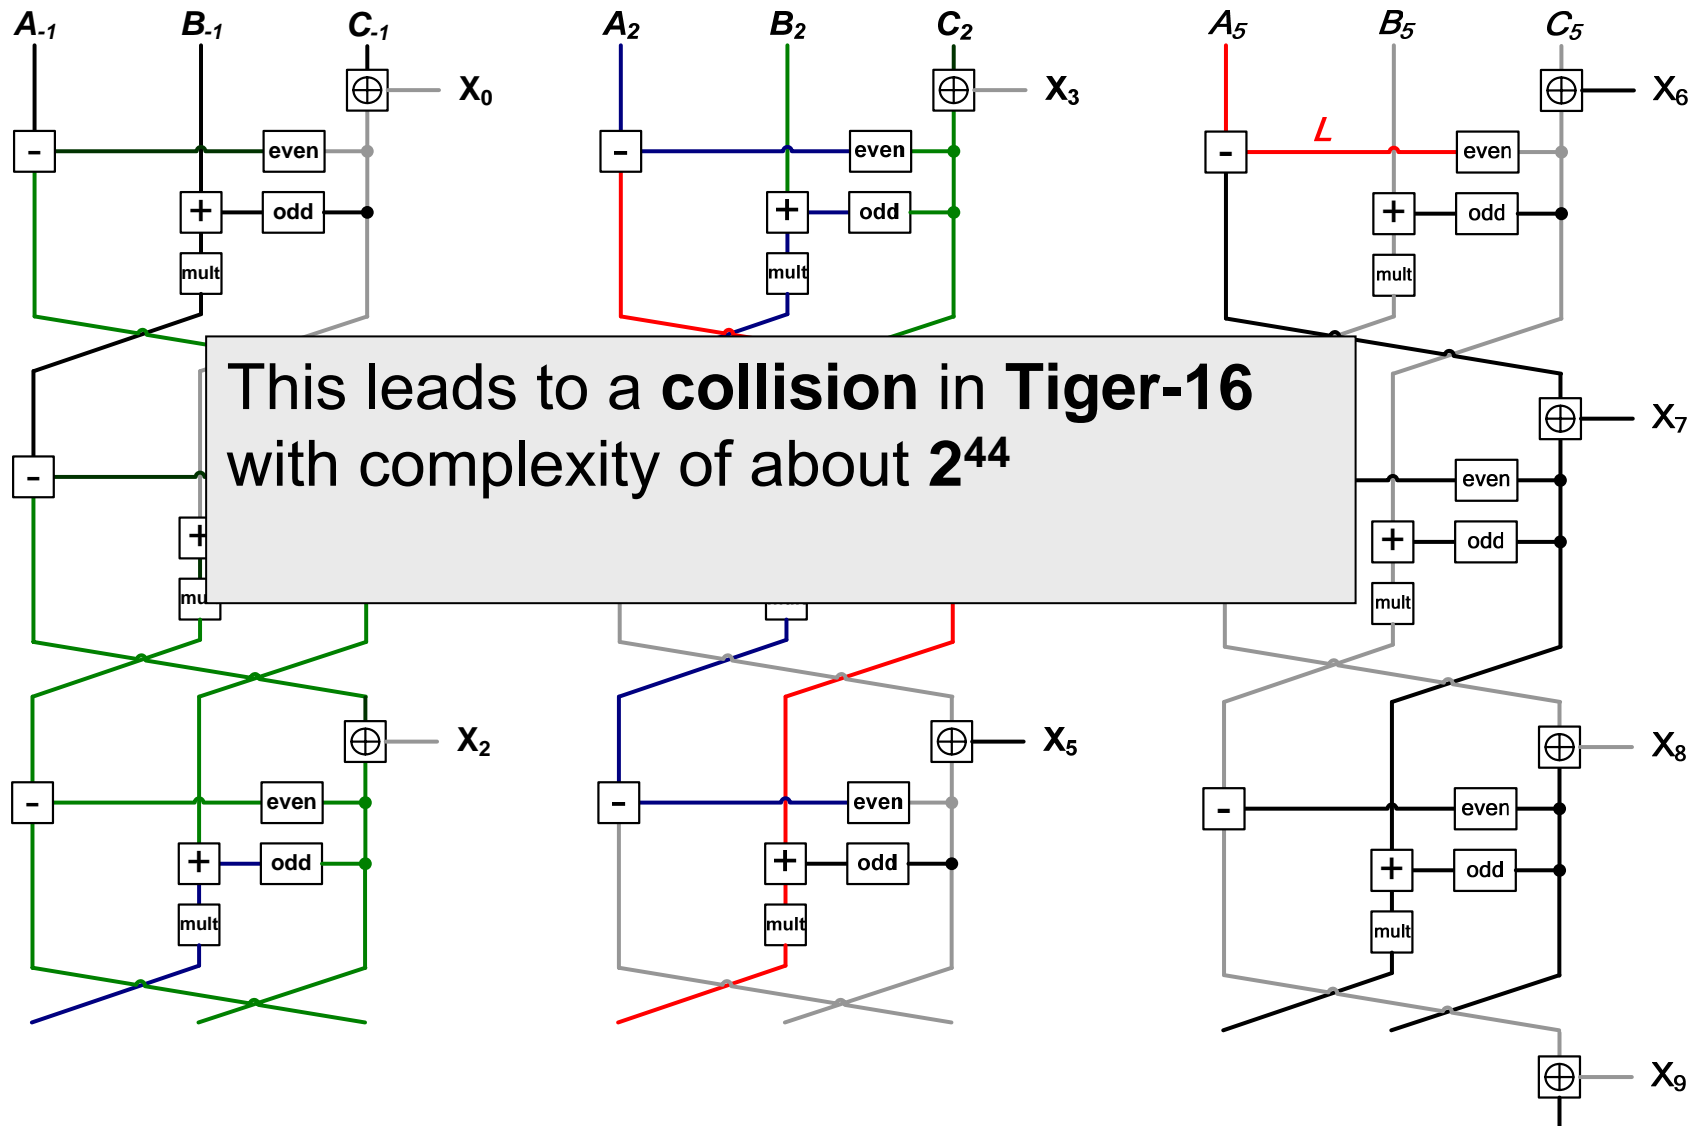 A-1 B-1 C-1 A2 B2 C2 A5 B5 C5
X0 X3 X6
- even - even L - even
+ odd + odd + odd
mult mult mult
This leads to a collision in Tiger-16
with complexity of about 2^44
X7
- even
+ + odd
mult
X2 X5 X8
- even - even - even
+ odd + odd + odd
mult mult mult
X9